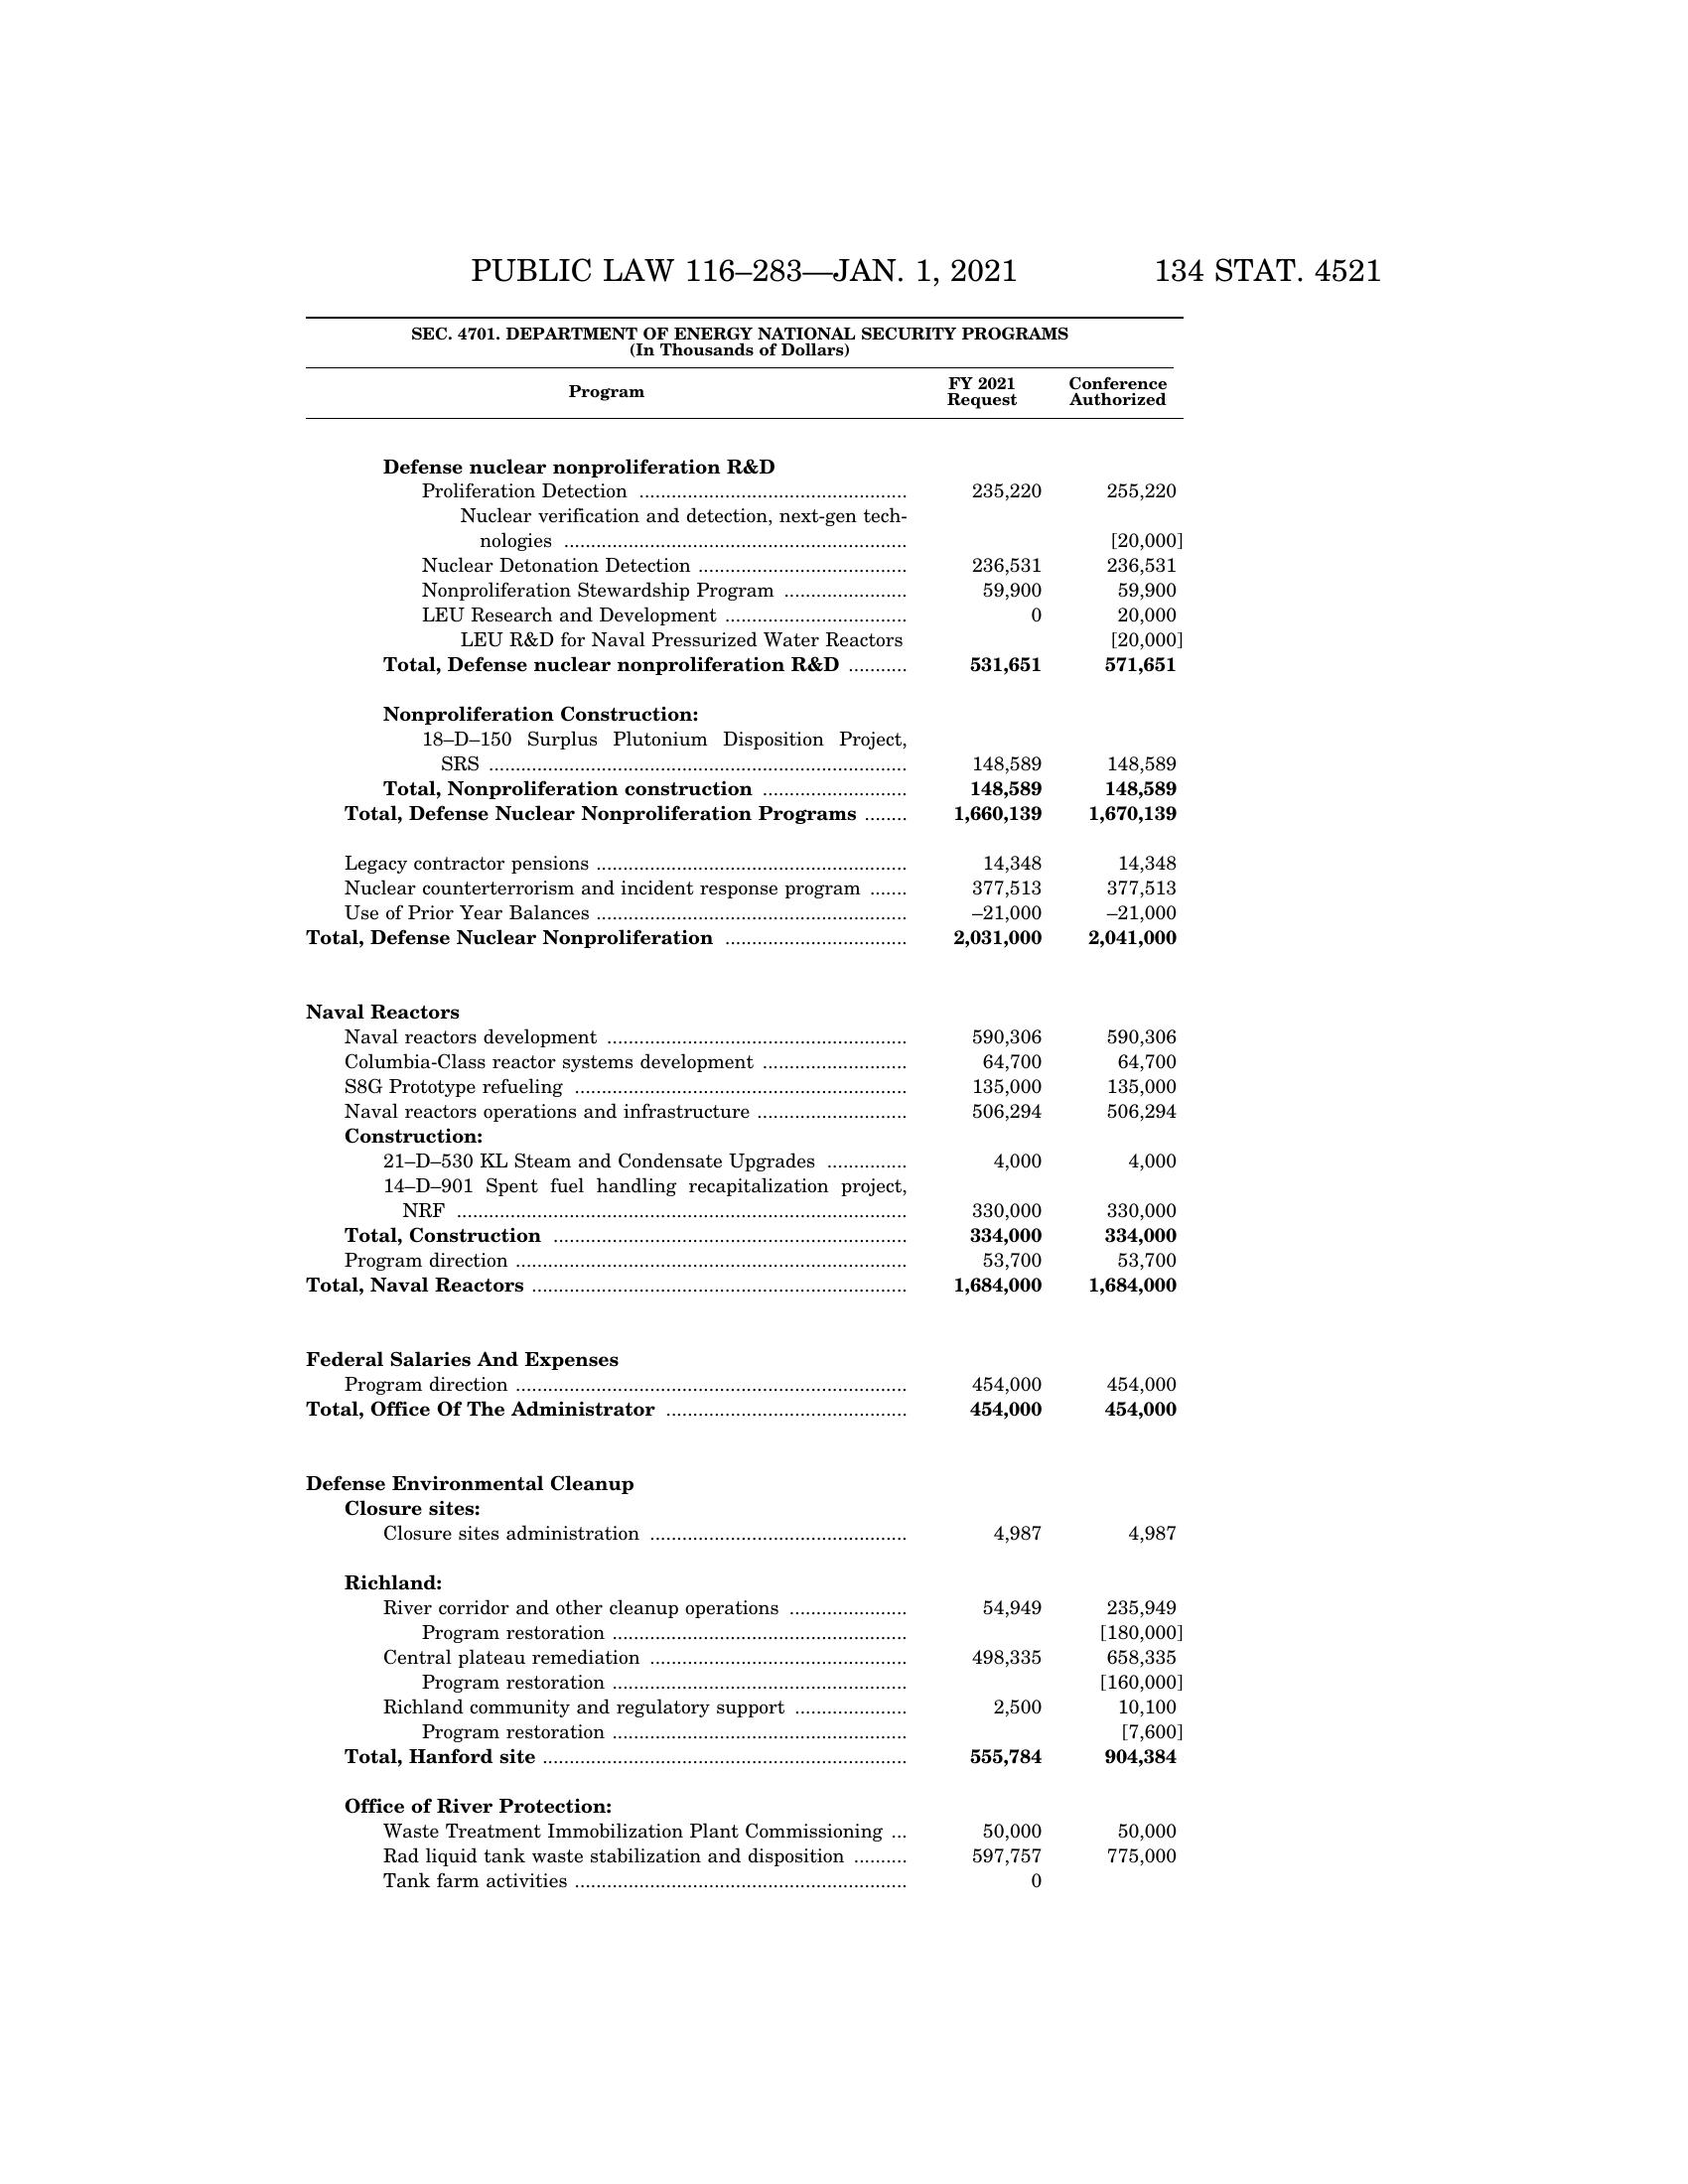 PUBLIC LAW 116–283—JAN. 1, 2021 134 STAT. 4521
SEC. 4701. DEPARTMENT OF ENERGY NATIONAL SECURITY PROGRAMS
(In Thousands of Dollars)
Program FY 2021 Request Conference Authorized
Defense nuclear nonproliferation R&D
Proliferation Detection ................................................. 235,220 255,220
Nuclear verification and detection, next-gen tech-
nologies ............................................................... [20,000]
Nuclear Detonation Detection ...................................... 236,531 236,531
Nonproliferation Stewardship Program ....................... 59,900 59,900
LEU Research and Development ................................. 0 20,000
LEU R&D for Naval Pressurized Water Reactors [20,000]
Total, Defense nuclear nonproliferation R&D ........... 531,651 571,651
Nonproliferation Construction:
18–D–150 Surplus Plutonium Disposition Project,
SRS ............................................................................. 148,589 148,589
Total, Nonproliferation construction .......................... 148,589 148,589
Total, Defense Nuclear Nonproliferation Programs ........ 1,660,139 1,670,139
Legacy contractor pensions ......................................................... 14,348 14,348
Nuclear counterterrorism and incident response program ....... 377,513 377,513
Use of Prior Year Balances ......................................................... –21,000 –21,000
Total, Defense Nuclear Nonproliferation .................................. 2,031,000 2,041,000
Naval Reactors
Naval reactors development ....................................................... 590,306 590,306
Columbia-Class reactor systems development ........................... 64,700 64,700
S8G Prototype refueling ............................................................. 135,000 135,000
Naval reactors operations and infrastructure ............................ 506,294 506,294
Construction:
21–D–530 KL Steam and Condensate Upgrades ............... 4,000 4,000
14–D–901 Spent fuel handling recapitalization project,
NRF ................................................................................... 330,000 330,000
Total, Construction ................................................................. 334,000 334,000
Program direction ........................................................................ 53,700 53,700
Total, Naval Reactors ..................................................................... 1,684,000 1,684,000
Federal Salaries And Expenses
Program direction ........................................................................ 454,000 454,000
Total, Office Of The Administrator ............................................ 454,000 454,000
Defense Environmental Cleanup
Closure sites:
Closure sites administration ................................................ 4,987 4,987
Richland:
River corridor and other cleanup operations ...................... 54,949 235,949
Program restoration ...................................................... [180,000]
Central plateau remediation ................................................ 498,335 658,335
Program restoration ...................................................... [160,000]
Richland community and regulatory support ..................... 2,500 10,100
Program restoration ...................................................... [7,600]
Total, Hanford site ................................................................... 555,784 904,384
Office of River Protection:
Waste Treatment Immobilization Plant Commissioning ... 50,000 50,000
Rad liquid tank waste stabilization and disposition .......... 597,757 775,000
Tank farm activities ............................................................. 0